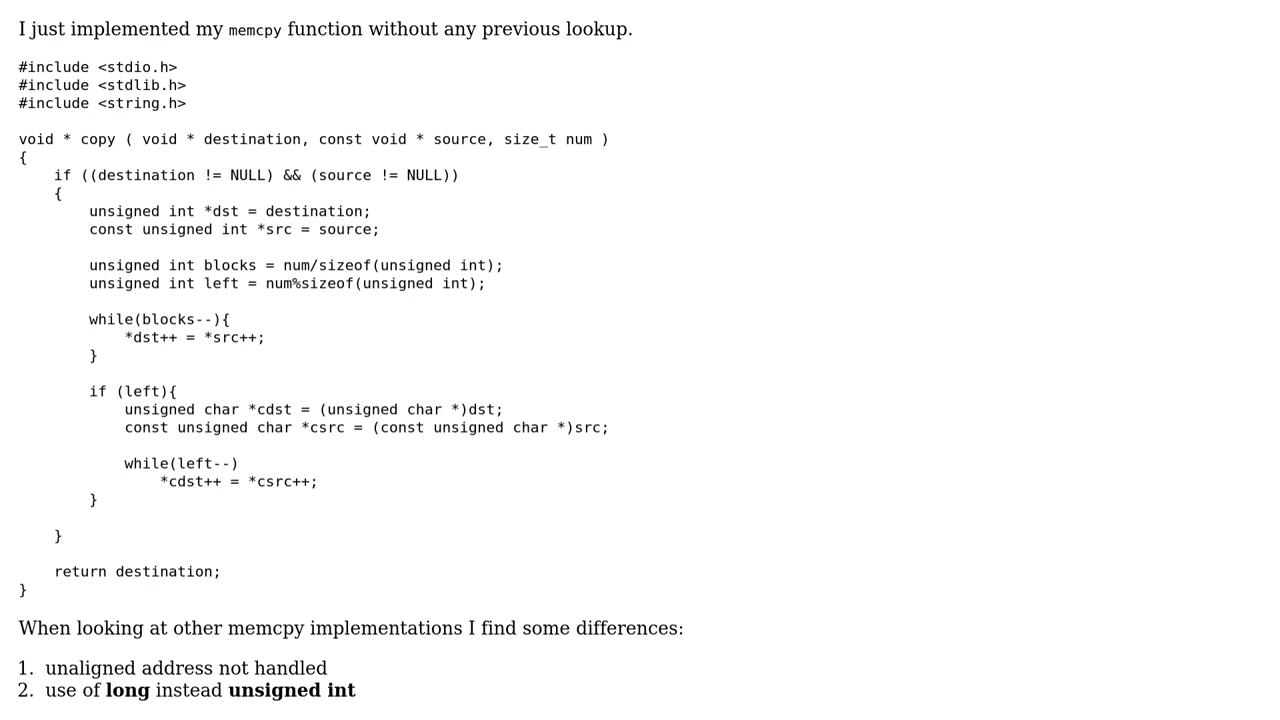 I just implemented my memcpy function without any previous lookup.
#include <stdio.h>
#include <stdlib.h>
#include <string.h>
void * copy ( void * destination, const void * source, size_t num )
{
    if ((destination != NULL) && (source != NULL))
    {
        unsigned int *dst = destination;
        const unsigned int *src = source;
        unsigned int blocks = num/sizeof(unsigned int);
        unsigned int left = num%sizeof(unsigned int);
        while(blocks--){
            *dst++ = *src++;
        }
        if (left){
            unsigned char *cdst = (unsigned char *)dst;
            const unsigned char *csrc = (const unsigned char *)src;
            while(left--)
                *cdst++ = *csrc++;
        }
    }
    return destination;
}
When looking at other memcpy implementations I find some differences:
1. unaligned address not handled
2. use of long instead unsigned int